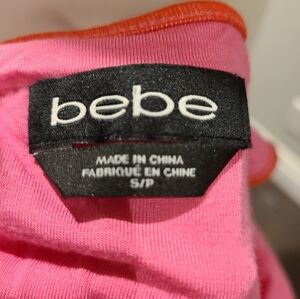 bebe
MADE IN CHINA
FABRIQUÉ EN CHINE
S/P